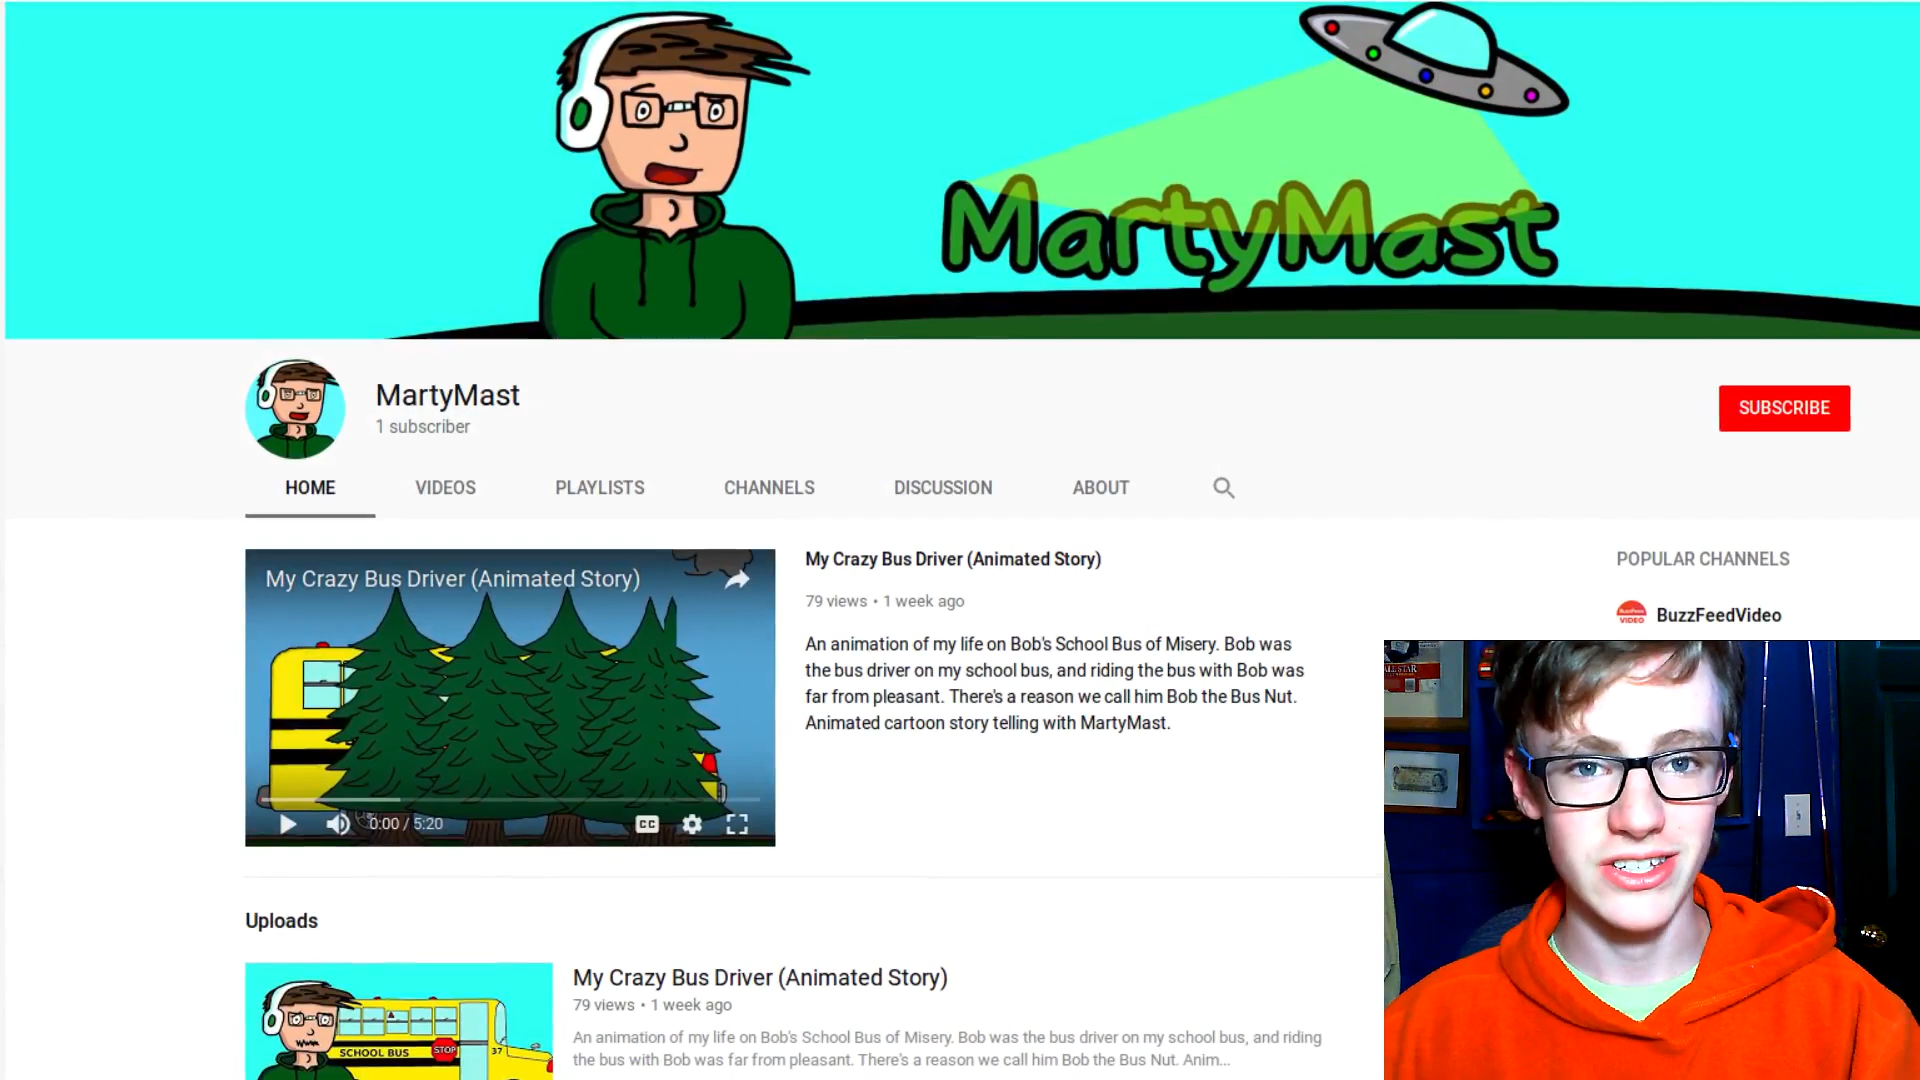 MartyMast
MartyMast
1 subscriber
SUBSCRIBE
HOME
VIDEOS
PLAYLISTS
CHANNELS
DISCUSSION
ABOUT
My Crazy Bus Driver (Animated Story)
0:00 / 5:20
CC
My Crazy Bus Driver (Animated Story)
79 views • 1 week ago
An animation of my life on Bob's School Bus of Misery. Bob was
the bus driver on my school bus, and riding the bus with Bob was
far from pleasant. There's a reason we call him Bob the Bus Nut.
Animated cartoon story telling with MartyMast.
POPULAR CHANNELS
BuzzFeed
VIDEO
BuzzFeedVideo
ALL STAR
Uploads
SCHOOL BUS
STOP
37
My Crazy Bus Driver (Animated Story)
79 views • 1 week ago
An animation of my life on Bob's School Bus of Misery. Bob was the bus driver on my school bus, and riding
the bus with Bob was far from pleasant. There's a reason we call him Bob the Bus Nut. Anim...